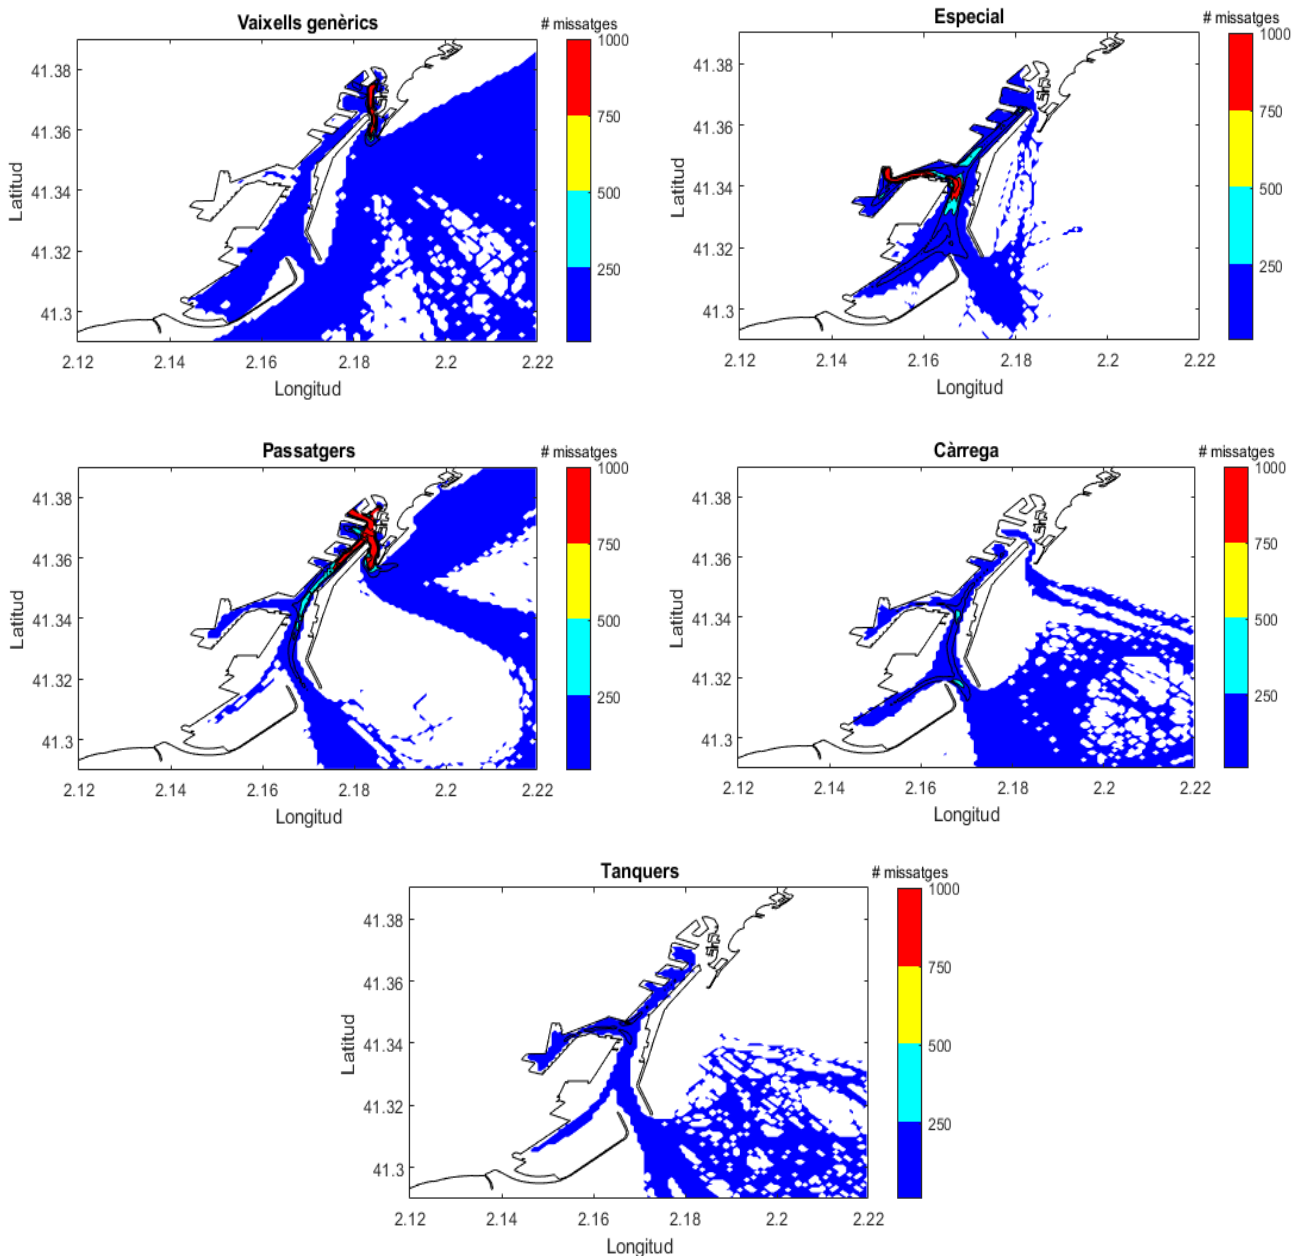 Vaixells genèrics
# missatges
1000
750
500
250
41.38
41.36
41.34
41.32
41.3
Latitud
2.12 2.14 2.16 2.18 2.2 2.22
Longitud
Especial
# missatges
1000
750
500
250
41.38
41.36
41.34
41.32
41.3
Latitud
2.12 2.14 2.16 2.18 2.2 2.22
Longitud
Passatgers
# missatges
1000
750
500
250
41.38
41.36
41.34
41.32
41.3
Latitud
2.12 2.14 2.16 2.18 2.2 2.22
Longitud
Càrrega
# missatges
1000
750
500
250
41.38
41.36
41.34
41.32
41.3
Latitud
2.12 2.14 2.16 2.18 2.2 2.22
Longitud
Tanquers
# missatges
1000
750
500
250
41.38
41.36
41.34
41.32
41.3
Latitud
2.12 2.14 2.16 2.18 2.2 2.22
Longitud